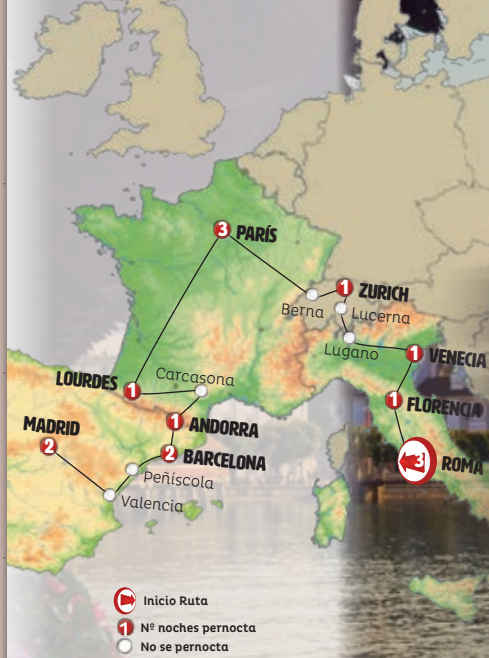 3 PARÍS
1 ZURICH
Berna
Lucerna
Lugano
1 VENECIA
LOURDES 1
Carcasona
1 FLORENCIA
1 ANDORRA
MADRID
2
2 BARCELONA
3 ROMA
Peñíscola
Valencia
Inicio Ruta
1 Nº noches pernocta
No se pernocta